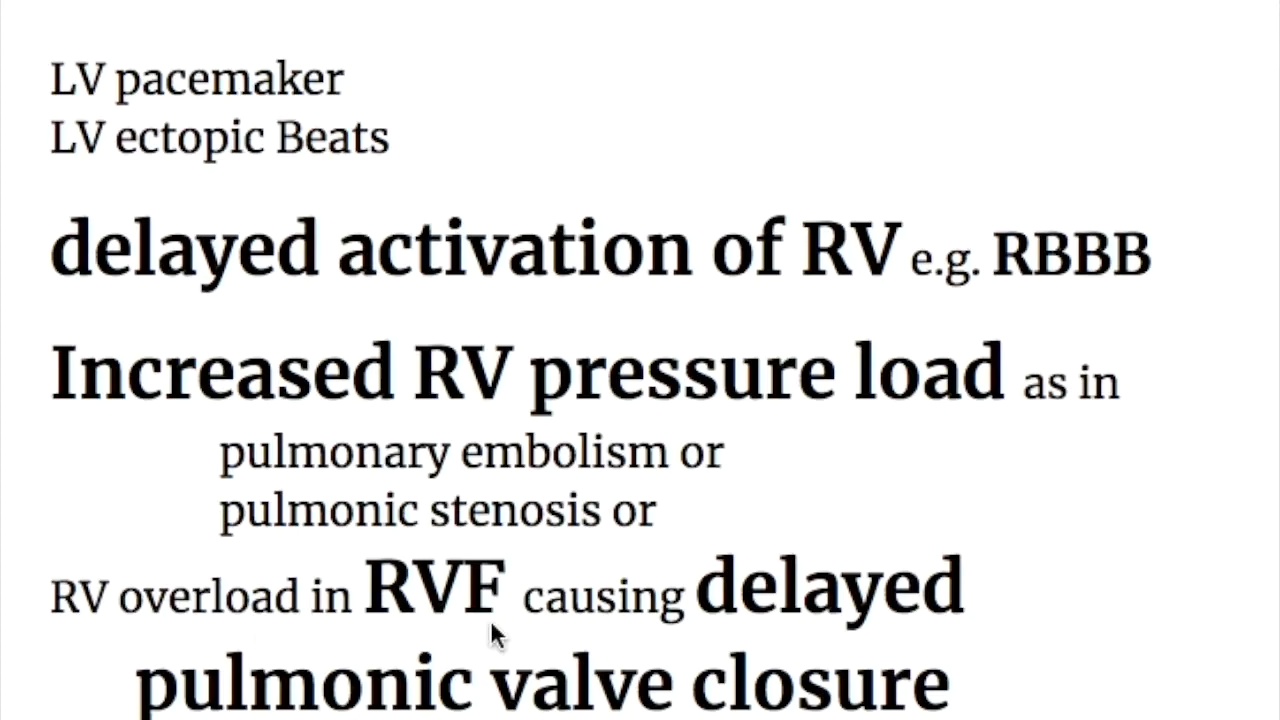 LV pacemaker
LV ectopic Beats
delayed activation of RV e.g. RBBB
Increased RV pressure load as in
pulmonary embolism or
pulmonic stenosis or
RV overload in RVF causing delayed
pulmonic valve closure